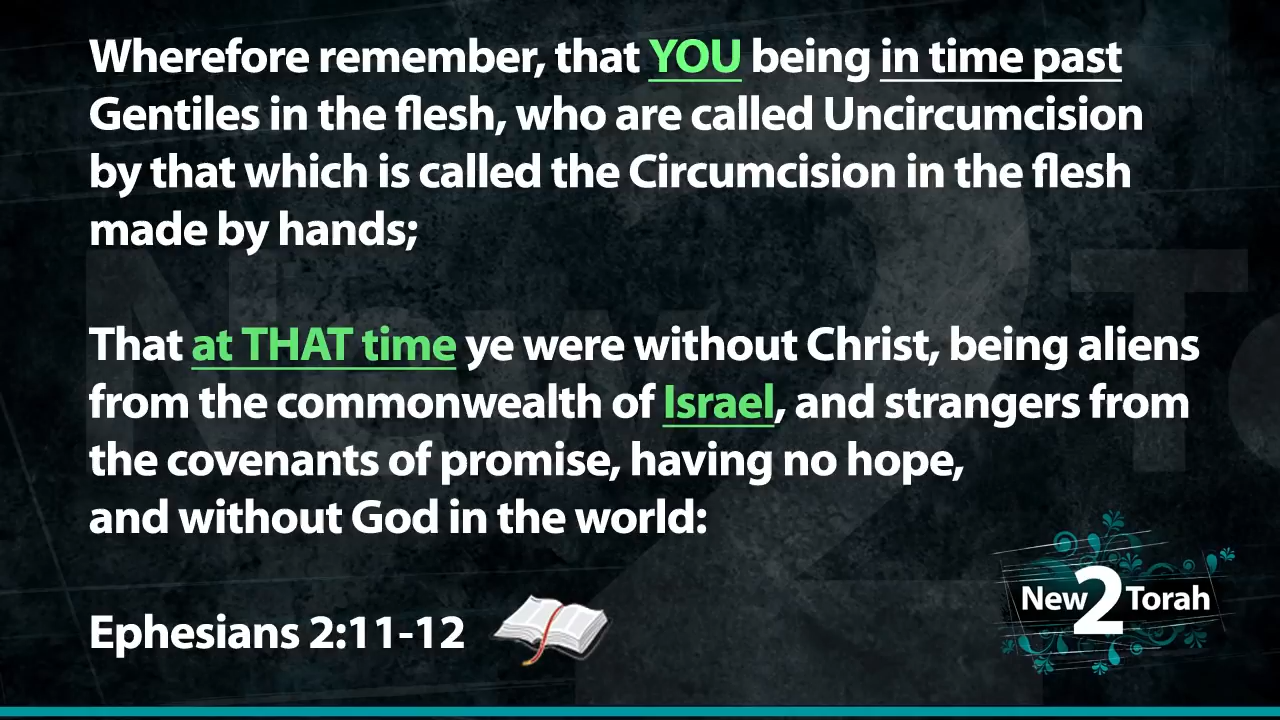 Wherefore remember, that YOU being in time past
Gentiles in the flesh, who are called Uncircumcision
by that which is called the Circumcision in the flesh
made by hands;
That at THAT time ye were without Christ, being aliens
from the commonwealth of Israel, and strangers from
the covenants of promise, having no hope,
and without God in the world:
Ephesians 2:11-12
New2Torah